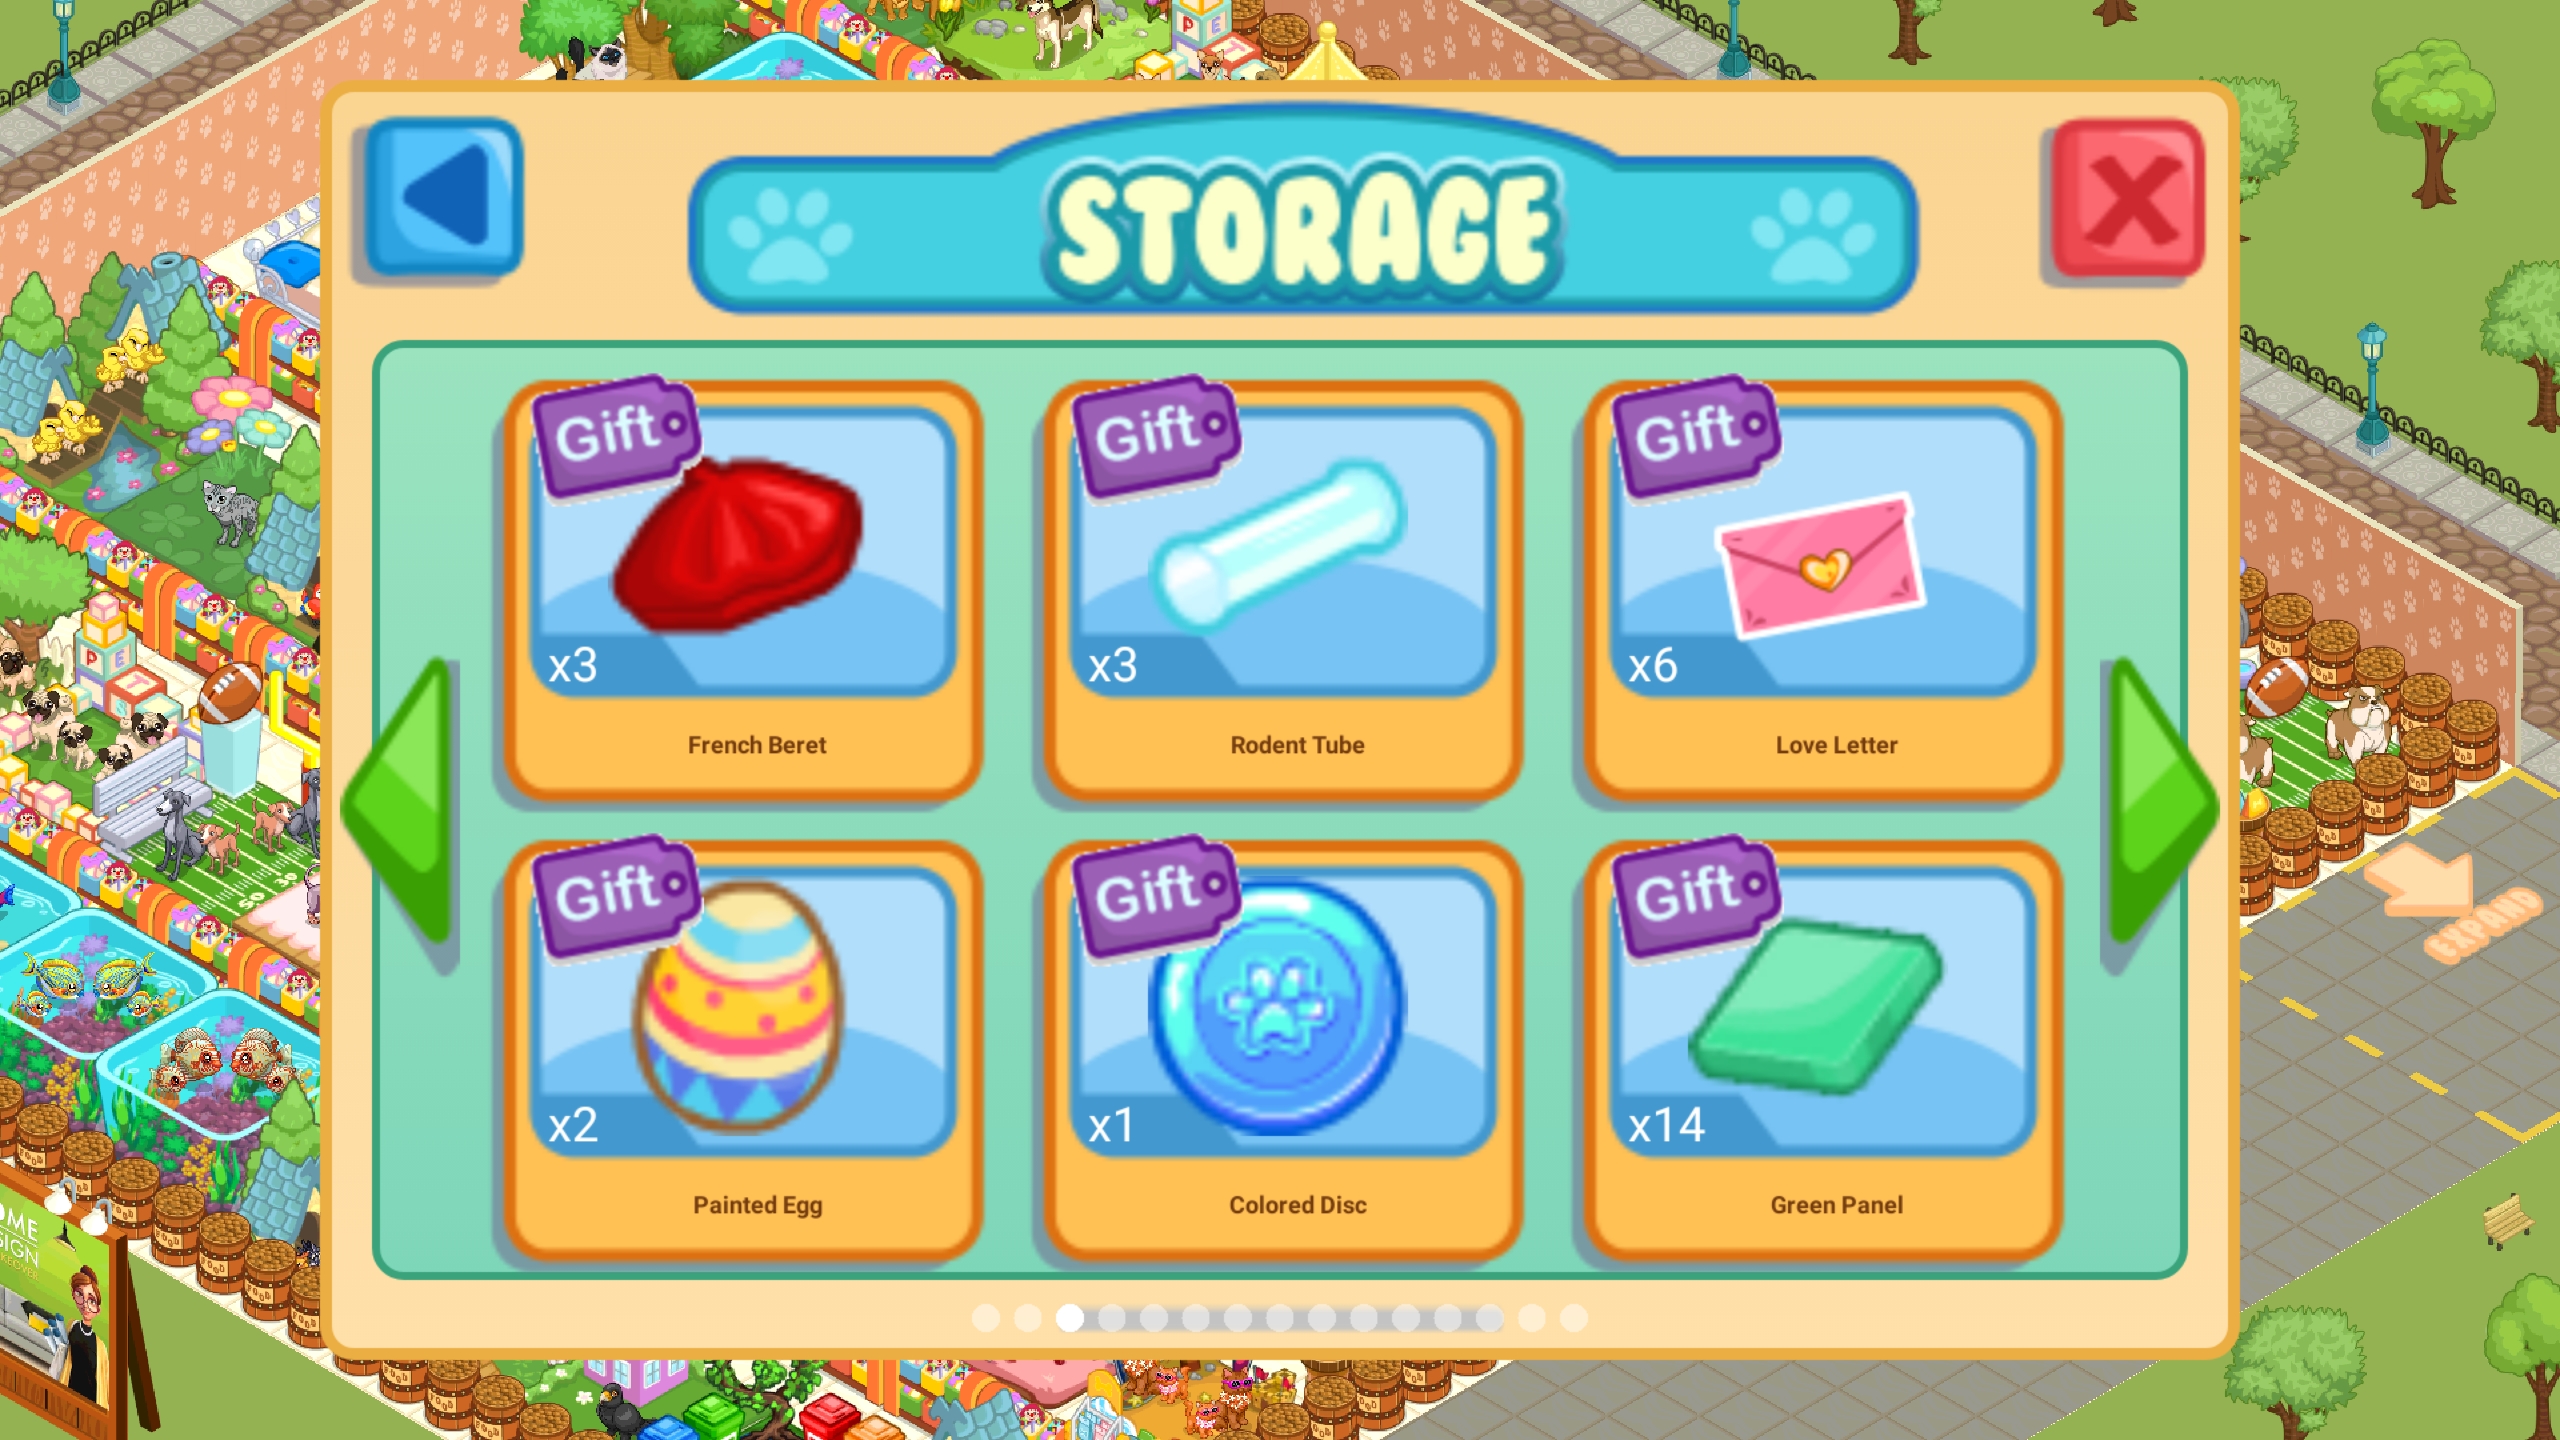 STORAGE
Gift
x3
French Beret
Gift
x3
Rodent Tube
Gift
x6
Love Letter
Gift
x2
Painted Egg
Gift
x1
Colored Disc
Gift
x14
Green Panel
EXPAND